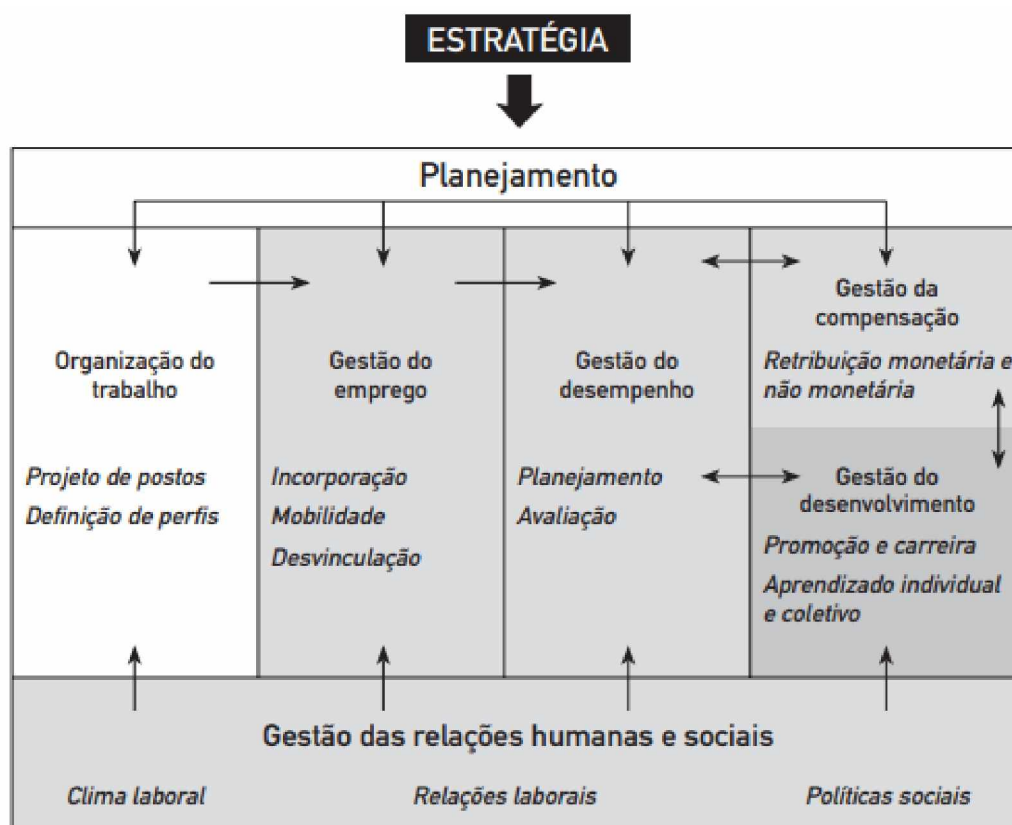 ESTRATÉGIA
Planejamento
Organização do
trabalho
Projeto de postos
Definição de perfis
Gestão do
emprego
Incorporação
Mobilidade
Desvinculação
Gestão do
desempenho
Planejamento
Avaliação
Gestão da
compensação
Retribuição monetária e
não monetária
Gestão do
desenvolvimento
Promoção e carreira
Aprendizado individual
e coletivo
Gestão das relações humanas e sociais
Clima laboral
Relações laborais
Políticas sociais